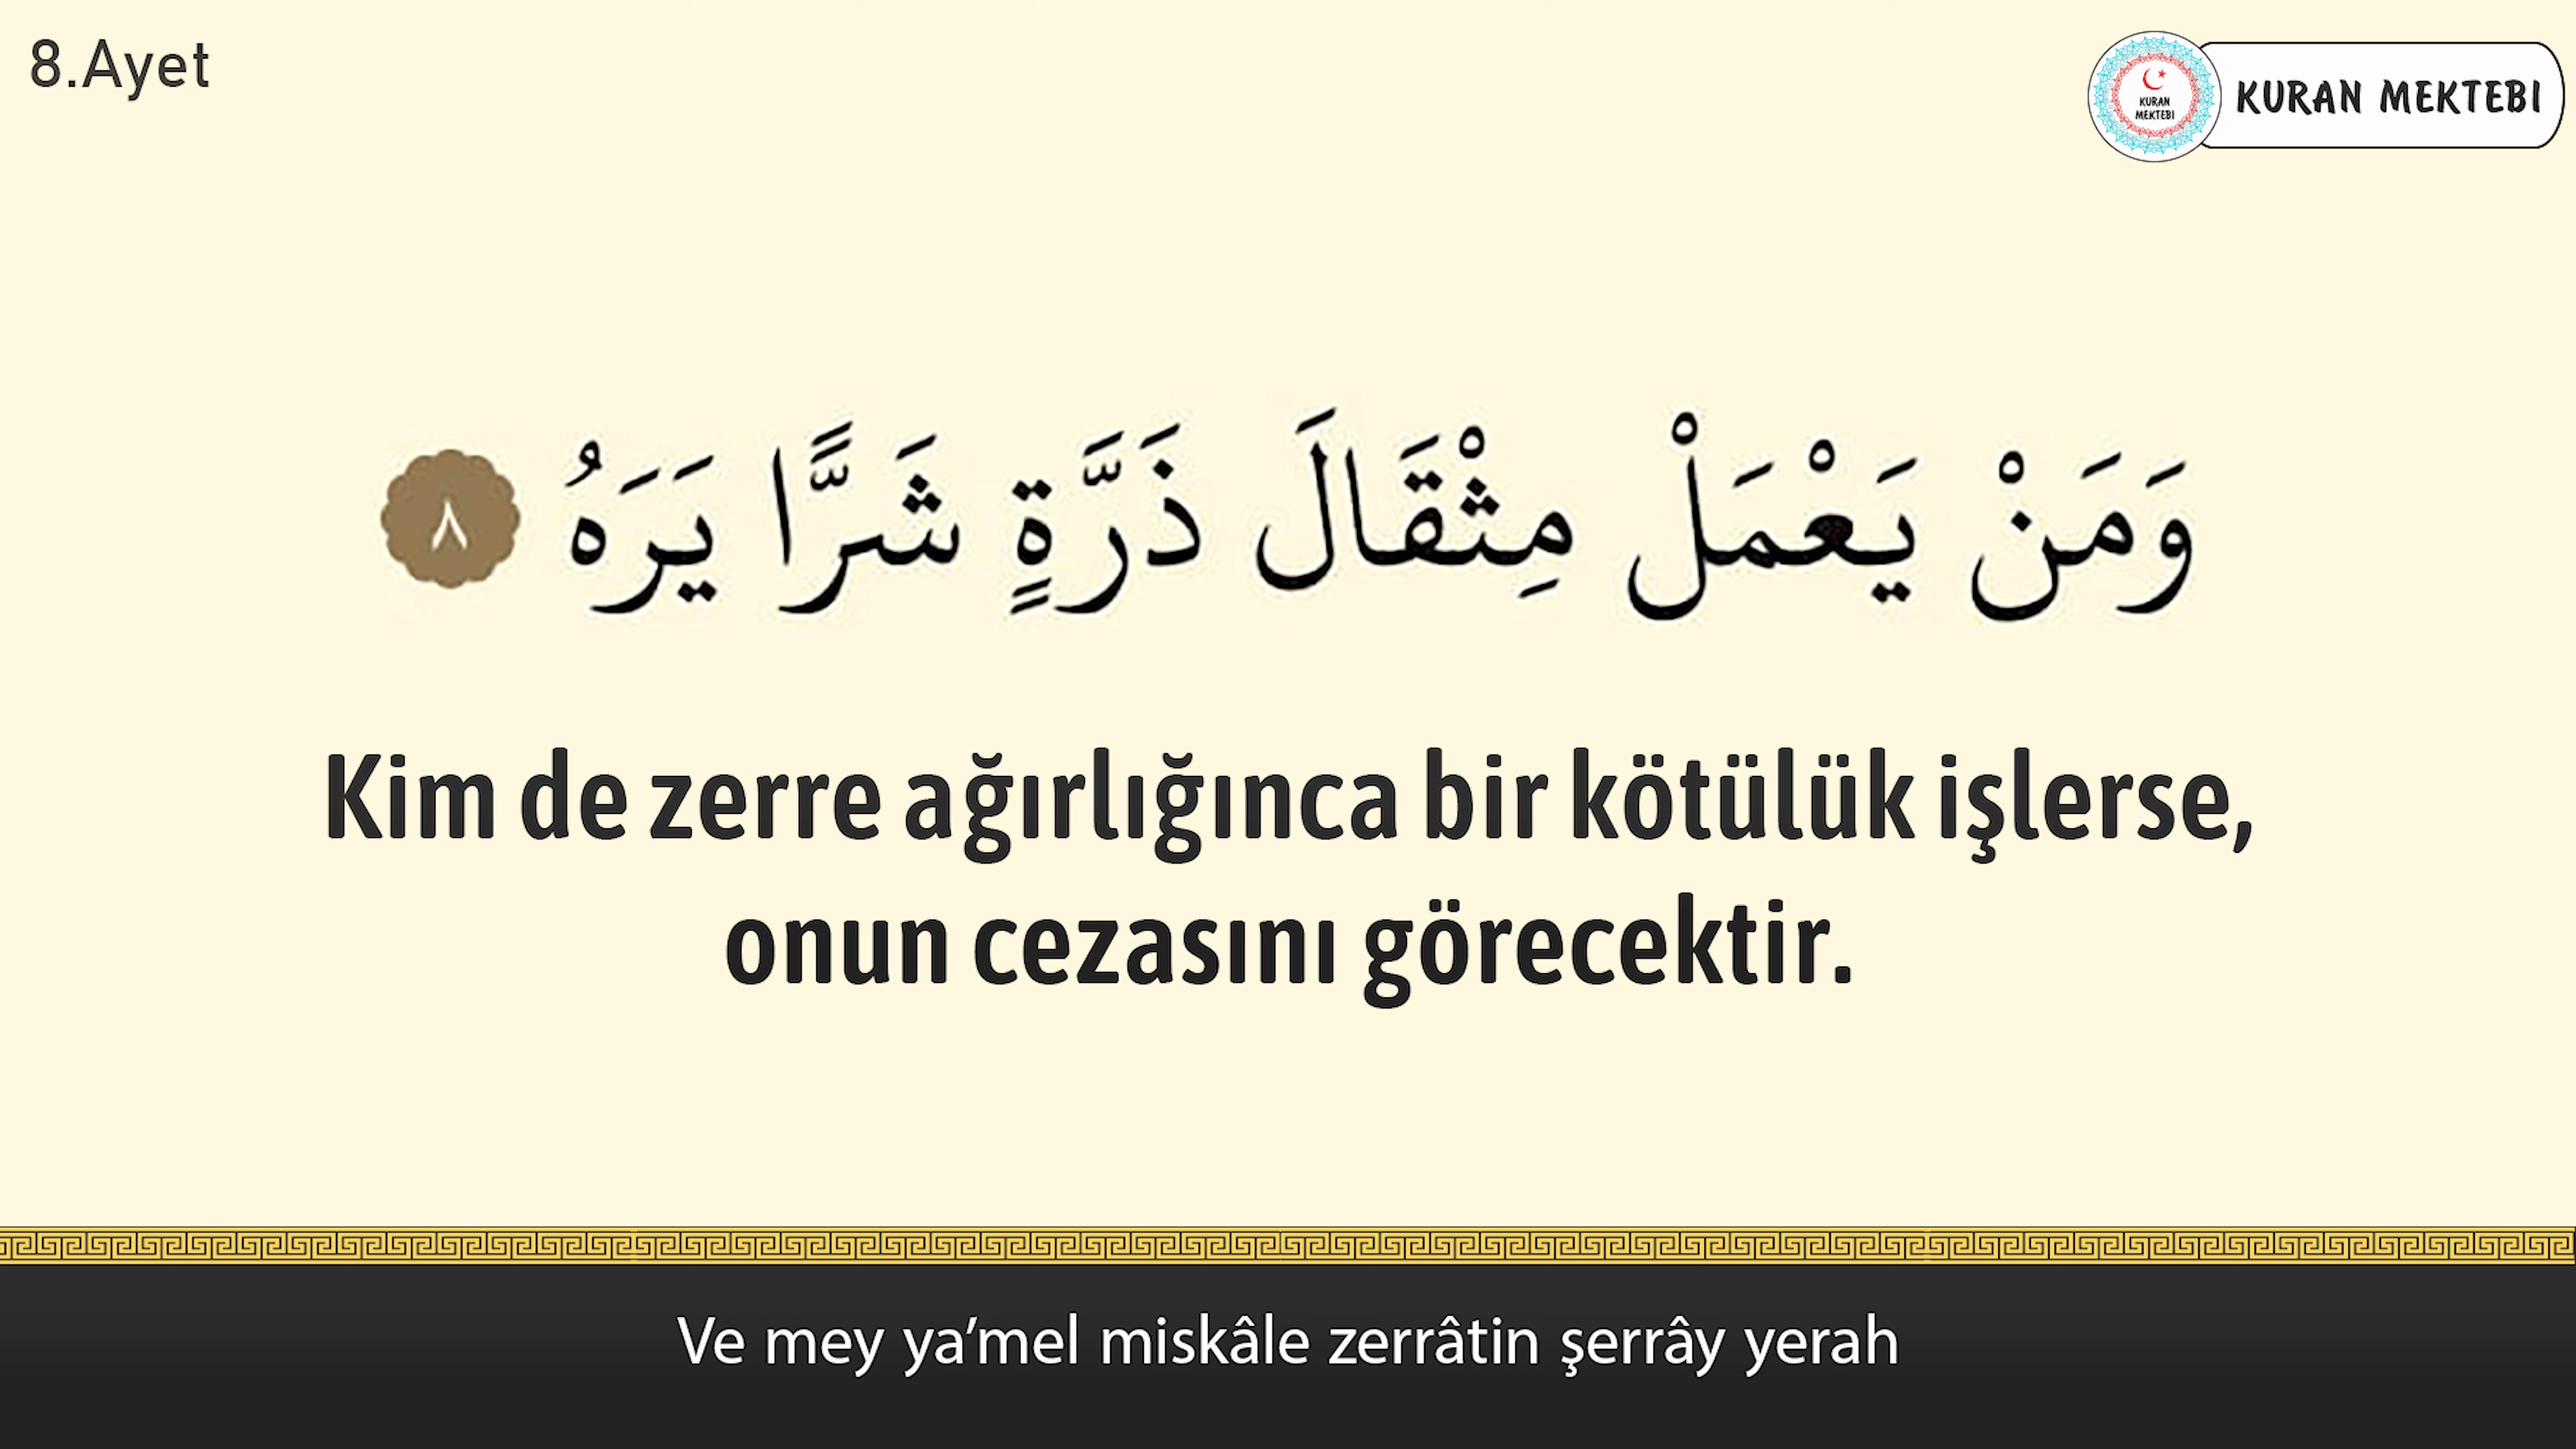 8.Ayet
KURAN
MEKTEBI
KURAN MEKTEBI
وَمَنْ يَعْمَلْ مِثْقَالَ ذَرَّةٍ شَرًّا يَرَهُ ٨
Kim de zerre ağırlığınca bir kötülük işlerse,
onun cezasını görecektir.
Ve mey ya’mel miskâle zerrâtin şerrây yerah